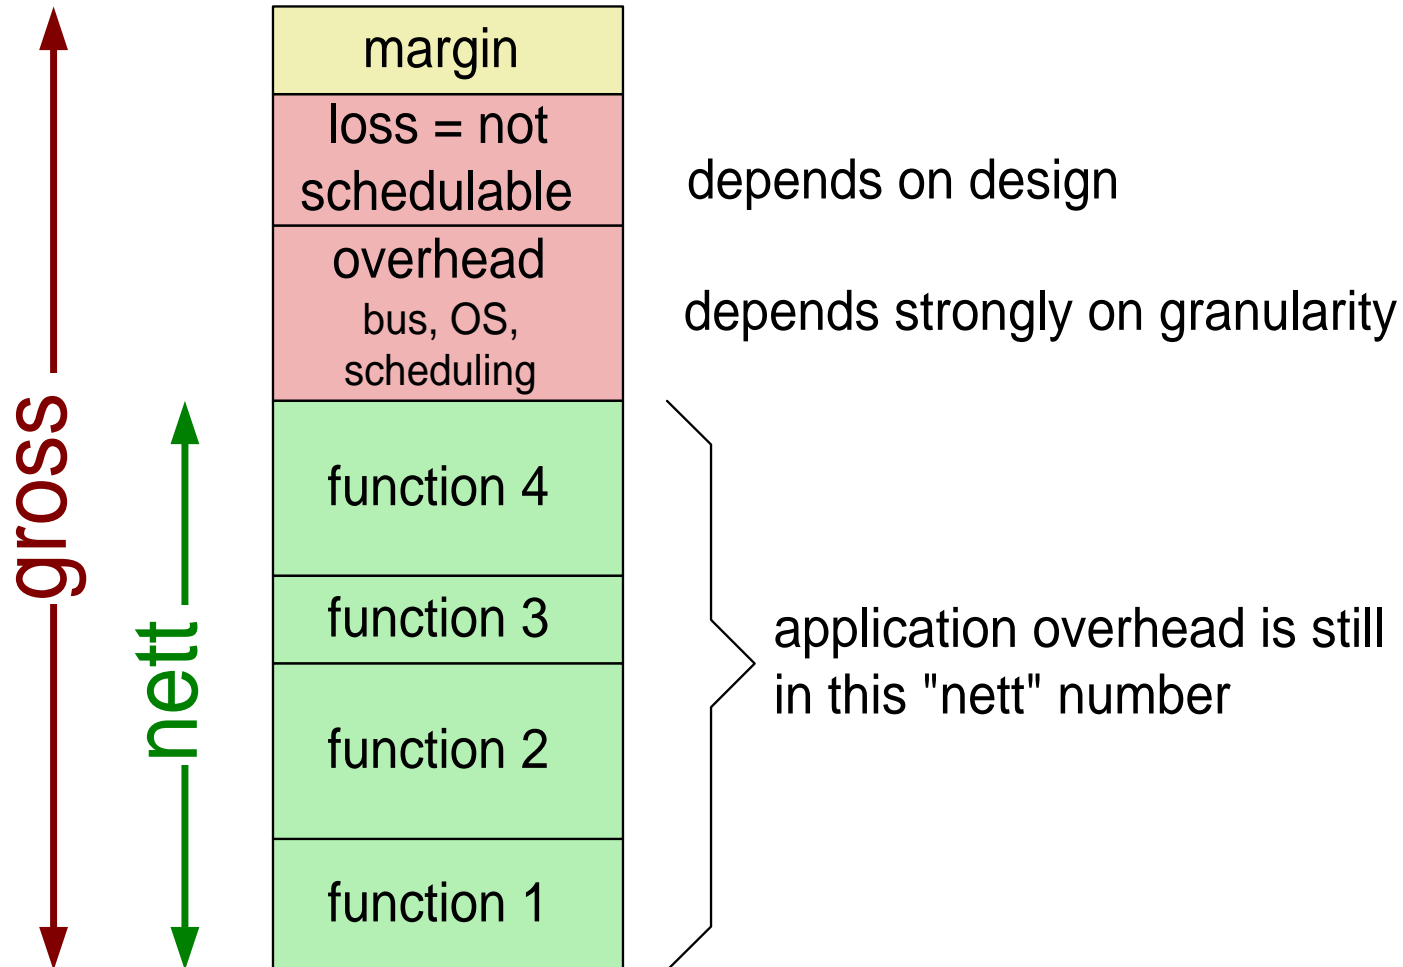 margin
loss = not
schedulable
depends on design
overhead
bus, OS,
scheduling
depends strongly on granularity
gross
nett
function 4
function 3
function 2
function 1
application overhead is still
in this "nett" number